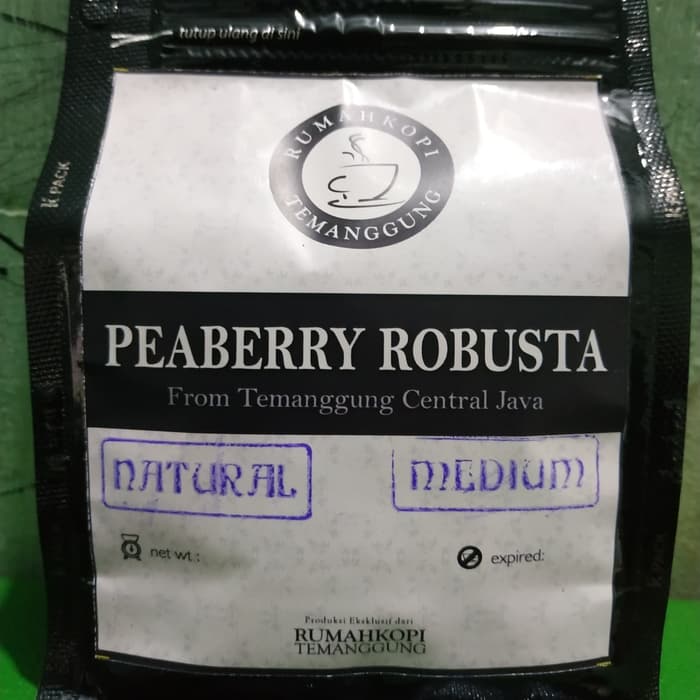 tutup ulang di sini
K PACK
RUMAHKOPI
TEMANGGUNG
PEABERRY ROBUSTA
From Temanggung Central Java
NATURAL
MEDIUM
net wt :
expired:
Produksi Eksklusif dari
RUMAHKOPI
TEMANGGUNG